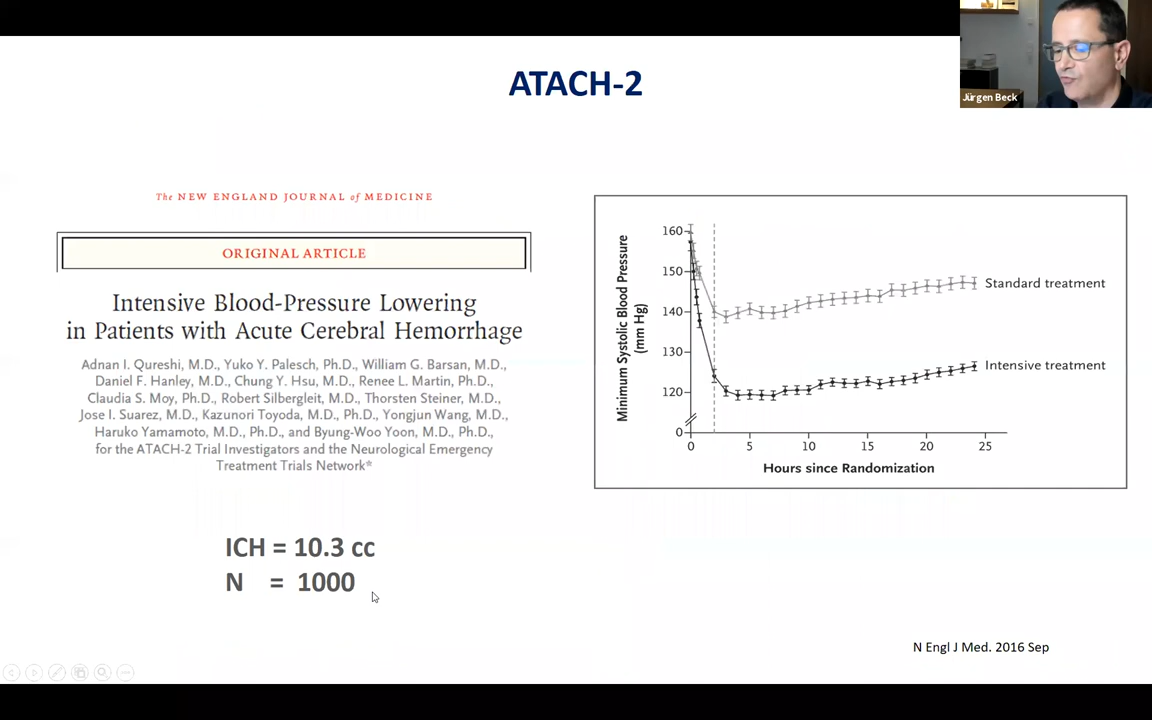 ATACH-2
Jürgen Beck
The NEW ENGLAND JOURNAL of MEDICINE
ORIGINAL ARTICLE
Intensive Blood-Pressure Lowering
in Patients with Acute Cerebral Hemorrhage
Adnan I. Qureshi, M.D., Yuko Y. Palesch, Ph.D., William G. Barsan, M.D.,
Daniel F. Hanley, M.D., Chung Y. Hsu, M.D., Renee L. Martin, Ph.D.,
Claudia S. Moy, Ph.D., Robert Silbergleit, M.D., Thorsten Steiner, M.D.,
Jose I. Suarez, M.D., Kazunori Toyoda, M.D., Ph.D., Yongjun Wang, M.D.,
Haruko Yamamoto, M.D., Ph.D., and Byung-Woo Yoon, M.D., Ph.D.,
for the ATACH-2 Trial Investigators and the Neurological Emergency
Treatment Trials Network*
ICH = 10.3 cc
N = 1000
Minimum Systolic Blood Pressure
(mm Hg)
160
150
140
130
120
0
0 5 10 15 20 25
Hours since Randomization
Standard treatment
Intensive treatment
N Engl J Med. 2016 Sep